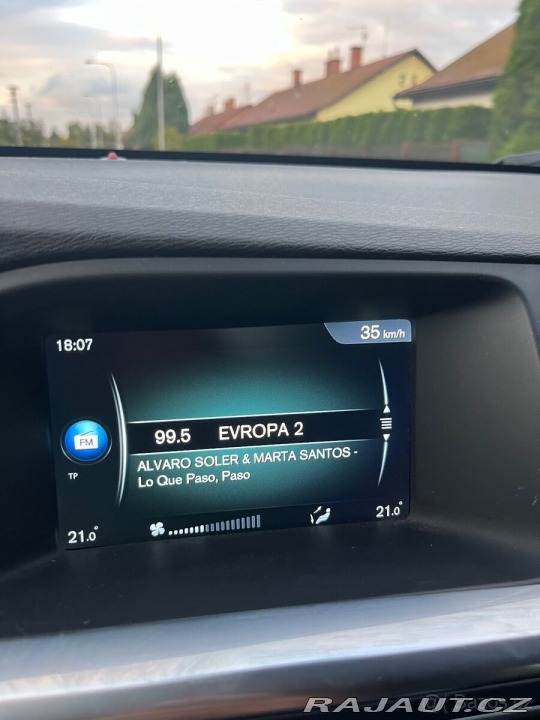 18:07
35 km/h
FM
99.5 EVROPA 2
TP
ALVARO SOLER & MARTA SANTOS -
Lo Que Paso, Paso
21.0°
21.0°
RAJAUT.CZ